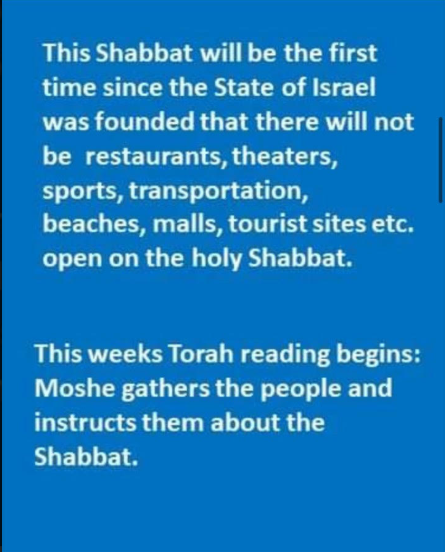 This Shabbat will be the first
time since the State of Israel
was founded that there will not
be restaurants, theaters,
sports, transportation,
beaches, malls, tourist sites etc.
open on the holy Shabbat.
This weeks Torah reading begins:
Moshe gathers the people and
instructs them about the
Shabbat.